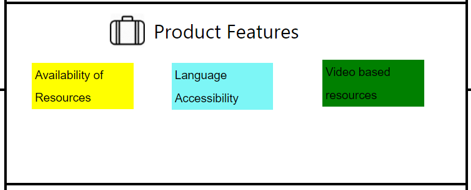 Product Features
Availability of
Resources
Language
Accessibility
Video based
resources